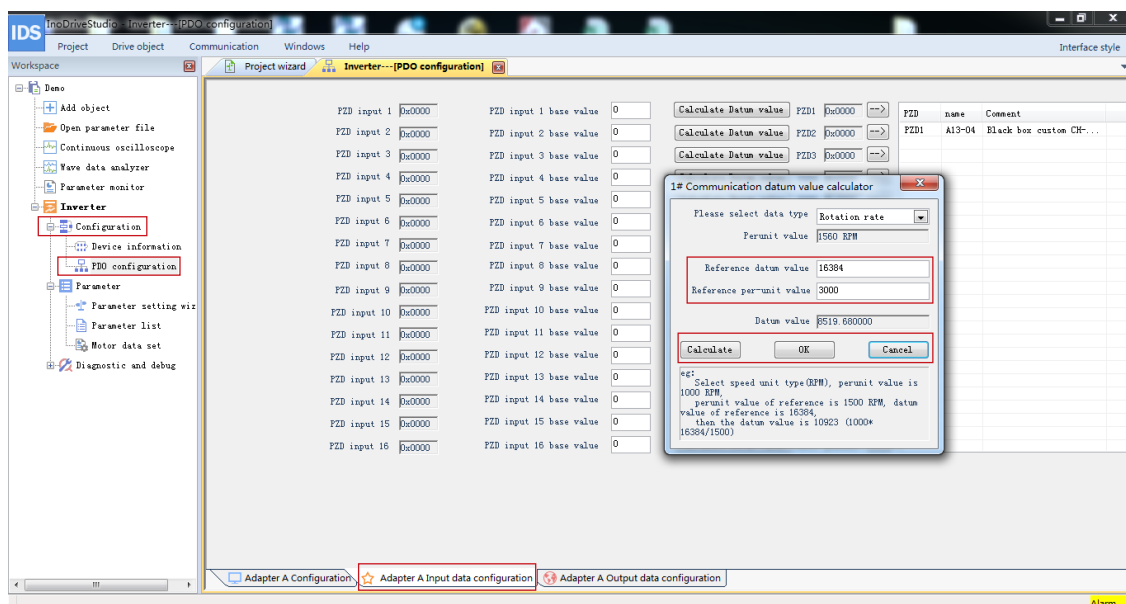 IDS
InoDriveStudio - Inverter---[PDO configuration]
Project Drive object Communication Windows Help Interface style
Workspace
Project wizard Inverter---[PDO configuration]
Demo
Add object
Open parameter file
Continuous oscilloscope
Wave data analyzer
Parameter monitor
Inverter
Configuration
Device information
PDO configuration
Parameter
Parameter setting wiz
Parameter list
Motor data set
Diagnostic and debug
PZD input 1 0x0000 PZD input 1 base value 0 Calculate Datum value PZD1 0x0000 -->
PZD input 2 0x0000 PZD input 2 base value 0 Calculate Datum value PZD2 0x0000 -->
PZD input 3 0x0000 PZD input 3 base value 0 Calculate Datum value PZD3 0x0000 -->
PZD input 4 0x0000 PZD input 4 base value 0
PZD input 5 0x0000 PZD input 5 base value 0
PZD input 6 0x0000 PZD input 6 base value 0
PZD input 7 0x0000 PZD input 7 base value 0
PZD input 8 0x0000 PZD input 8 base value 0
PZD input 9 0x0000 PZD input 9 base value 0
PZD input 10 0x0000 PZD input 10 base value 0
PZD input 11 0x0000 PZD input 11 base value 0
PZD input 12 0x0000 PZD input 12 base value 0
PZD input 13 0x0000 PZD input 13 base value 0
PZD input 14 0x0000 PZD input 14 base value 0
PZD input 15 0x0000 PZD input 15 base value 0
PZD input 16 0x0000 PZD input 16 base value 0
PZD name Comment
PZD1 A13-04 Black box custom CH-...
1# Communication datum value calculator
Please select data type Rotation rate
Perunit value 1560 RPM
Reference datum value 16384
Reference per-unit value 3000
Datum value 8519.680000
Calculate OK Cancel
eg:
Select speed unit type(RPM), perunit value is
1000 RPM,
perunit value of reference is 1500 RPM, datum
value of reference is 16384,
then the datum value is 10923 (1000*
16384/1500)
Adapter A Configuration Adapter A Input data configuration Adapter A Output data configuration
Alarm